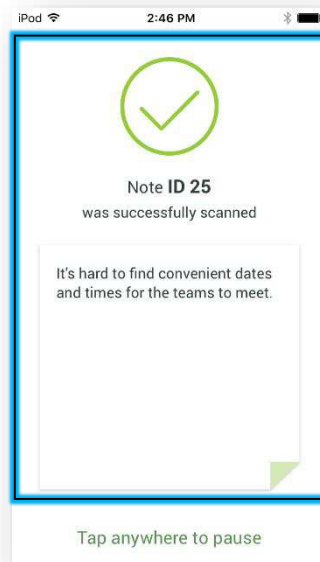 iPod 2:46 PM
Note ID 25
was successfully scanned
It's hard to find convenient dates
and times for the teams to meet.
Tap anywhere to pause